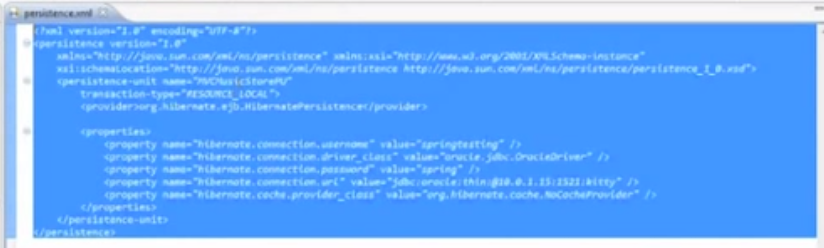 persistence.xml
<?xml version="1.0" encoding="UTF-8"?>
<persistence version="1.0"
xmlns="http://java.sun.com/xml/ns/persistence" xmlns:xsi="http://www.w3.org/2001/XMLSchema-instance"
xsi:schemaLocation="http://java.sun.com/xml/ns/persistence http://java.sun.com/xml/ns/persistence/persistence_1_0.xsd">
<persistence-unit name="MVCMusicStorePU"
transaction-type="RESOURCE_LOCAL">
<provider>org.hibernate.ejb.HibernatePersistence</provider>
<properties>
<property name="hibernate.connection.username" value="springtesting" />
<property name="hibernate.connection.driver_class" value="oracle.jdbc.OracleDriver" />
<property name="hibernate.connection.password" value="spring" />
<property name="hibernate.connection.url" value="jdbc:oracle:thin:@10.0.1.15:1521:kitty" />
<property name="hibernate.cache.provider_class" value="org.hibernate.cache.NoCacheProvider" />
</properties>
</persistence-unit>
</persistence>